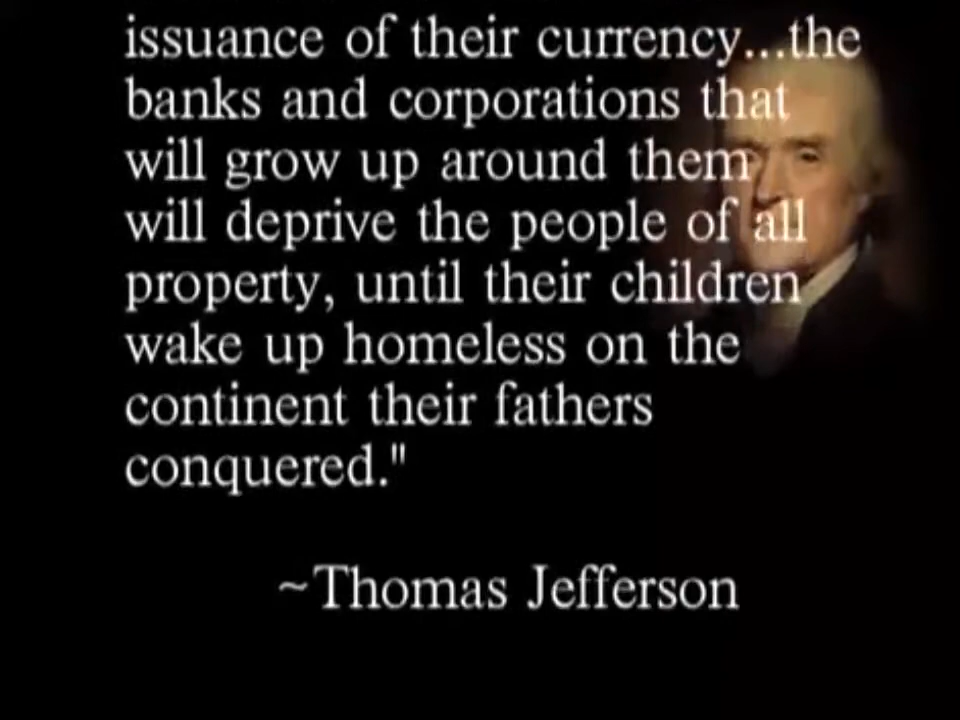 issuance of their currency...the
banks and corporations that
will grow up around them
will deprive the people of all
property, until their children
wake up homeless on the
continent their fathers
conquered."
~Thomas Jefferson